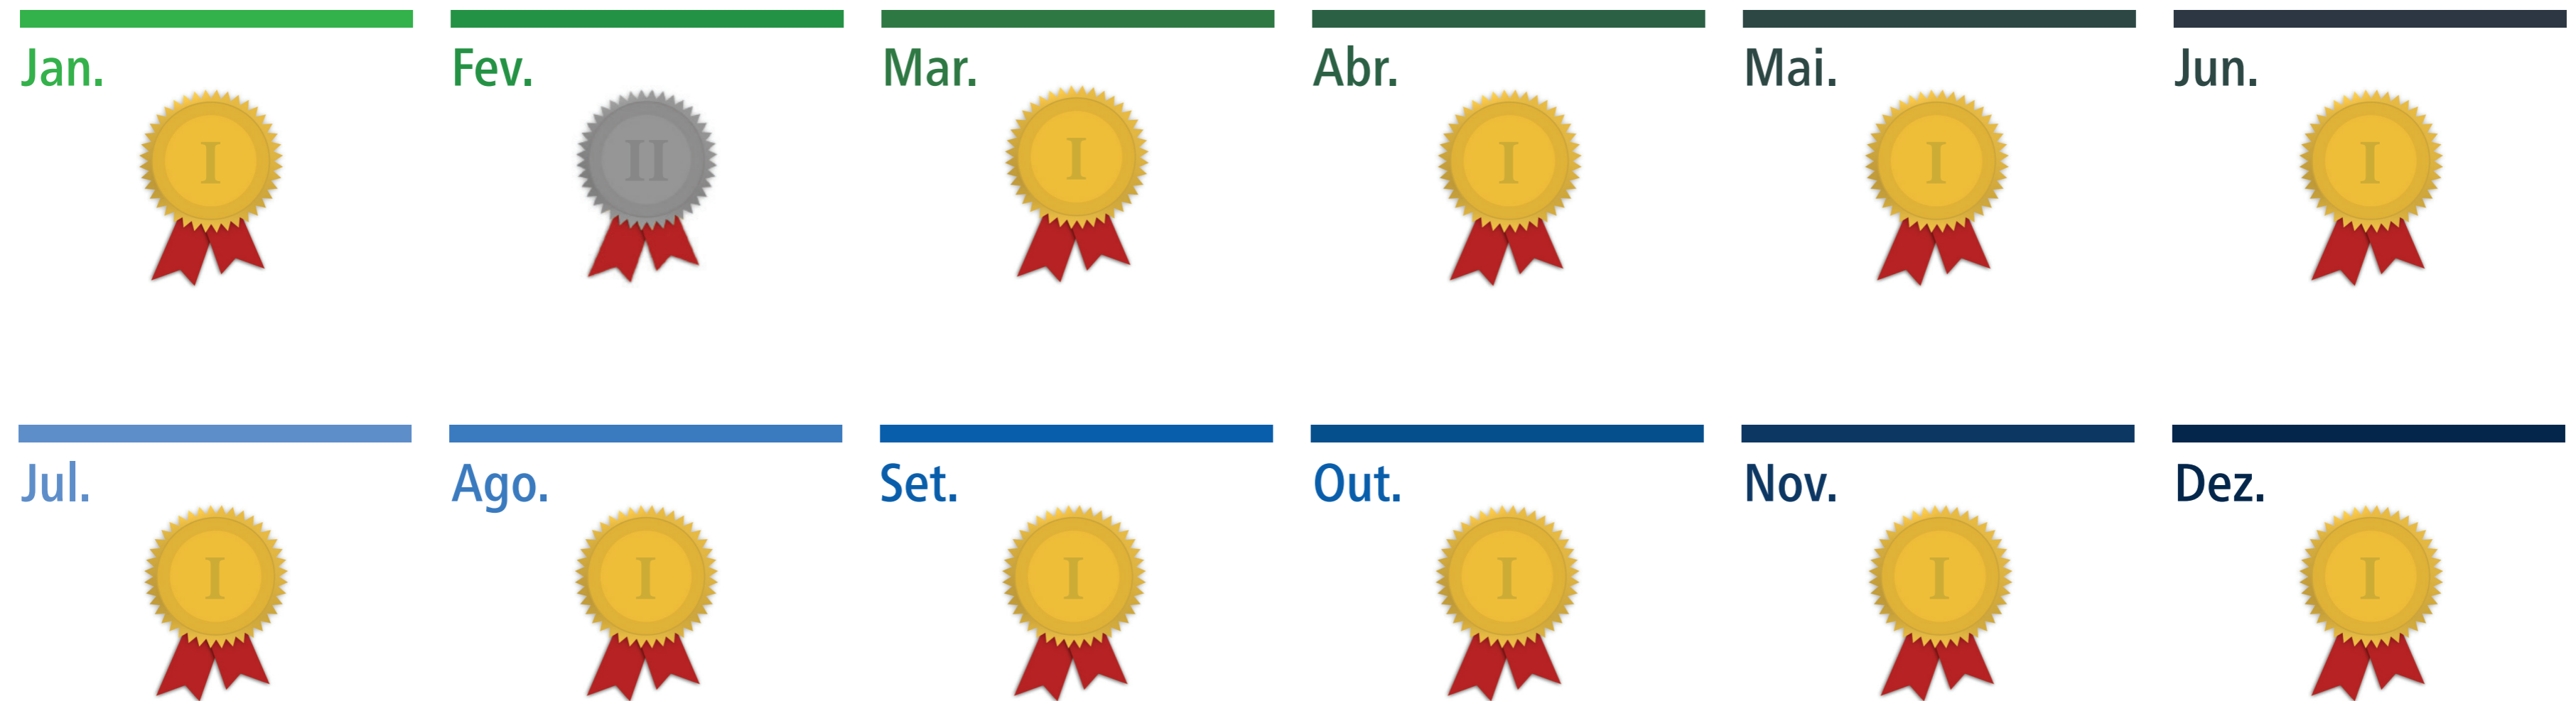 Jan. Fev. Mar. Abr. Mai. Jun.
I II I I I I
Jul. Ago. Set. Out. Nov. Dez.
I I I I I I